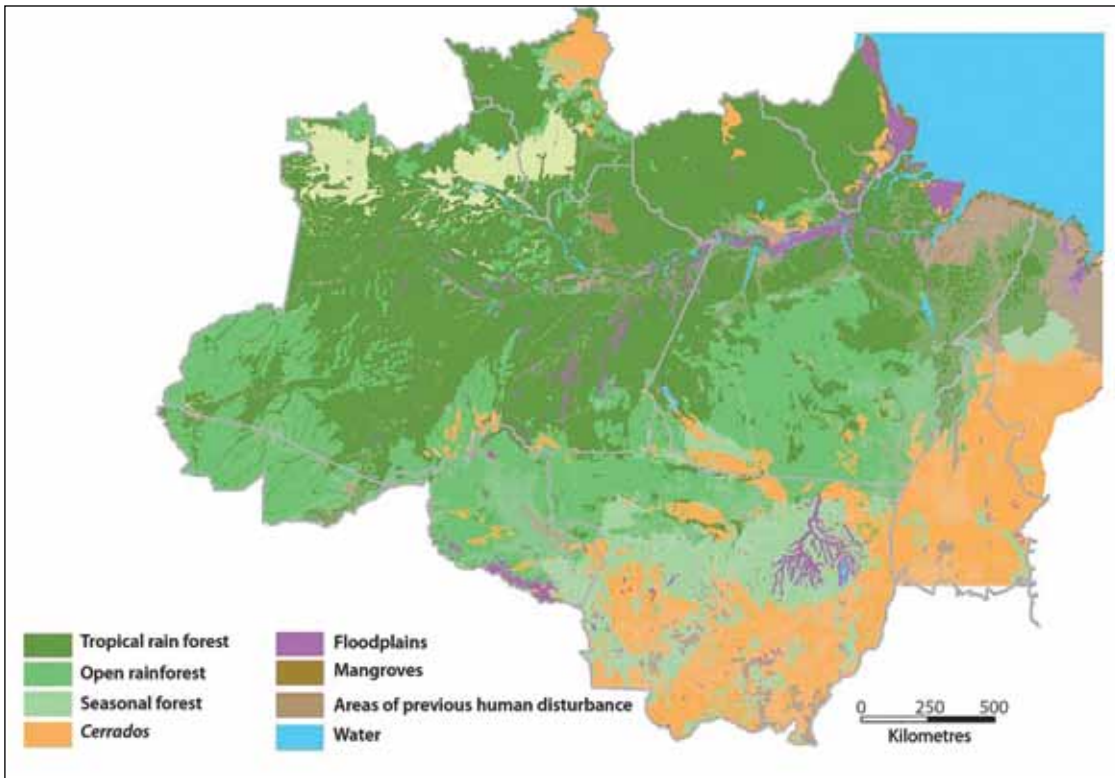 Tropical rain forest
Open rainforest
Seasonal forest
Cerrados
Floodplains
Mangroves
Areas of previous human disturbance
Water
0 250 500
Kilometres